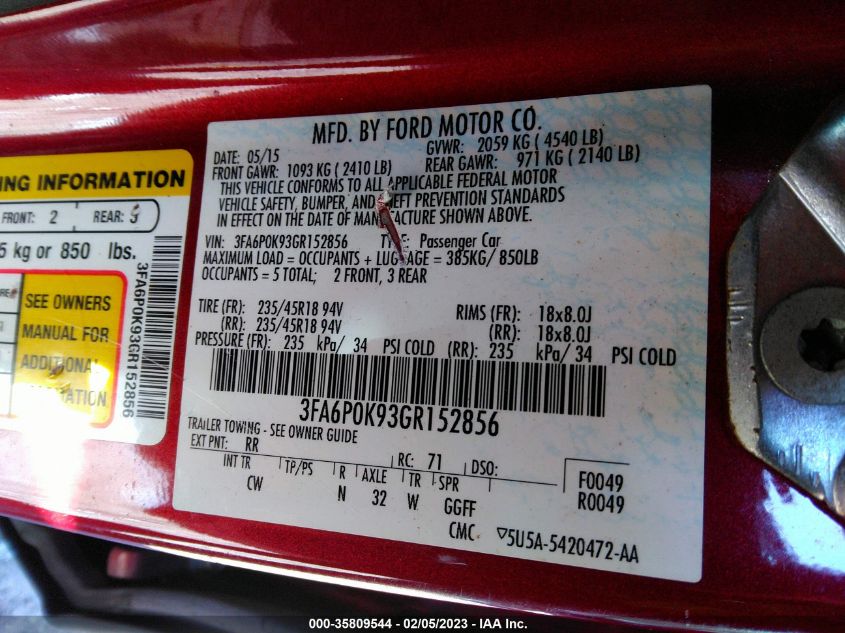 MFD. BY FORD MOTOR CO.
DATE: 05/15
GVWR: 2059 KG ( 4540 LB)
FRONT GAWR: 1093 KG ( 2410 LB)
REAR GAWR: 971 KG ( 2140 LB)
THIS VEHICLE CONFORMS TO ALL APPLICABLE FEDERAL MOTOR
VEHICLE SAFETY, BUMPER, AND THEFT PREVENTION STANDARDS
IN EFFECT ON THE DATE OF MANUFACTURE SHOWN ABOVE.
VIN: 3FA6P0K93GR152856 TYPE: Passenger Car
MAXIMUM LOAD = OCCUPANTS + LUGGAGE = 385KG/ 850LB
OCCUPANTS = 5 TOTAL; 2 FRONT, 3 REAR
TIRE (FR): 235/45R18 94V RIMS (FR): 18x8.0J
(RR): 235/45R18 94V (RR): 18x8.0J
PRESSURE (FR): 235 kPa/ 34 PSI COLD (RR): 235 kPa/ 34 PSI COLD
3FA6P0K93GR152856
TRAILER TOWING - SEE OWNER GUIDE
EXT PNT: RR RC: 71 DSO:
INT TR TP/PS R AXLE TR SPR
CW N 32 W GGFF
F0049
R0049
CMC 5U5A-5420472-AA
INFORMATION
FRONT: 2 REAR: 3
kg or 850 lbs.
SEE OWNERS
MANUAL FOR
ADDITIONAL
3FA6P0K93GR152856
000-35809544 - 02/05/2023 - IAA Inc.